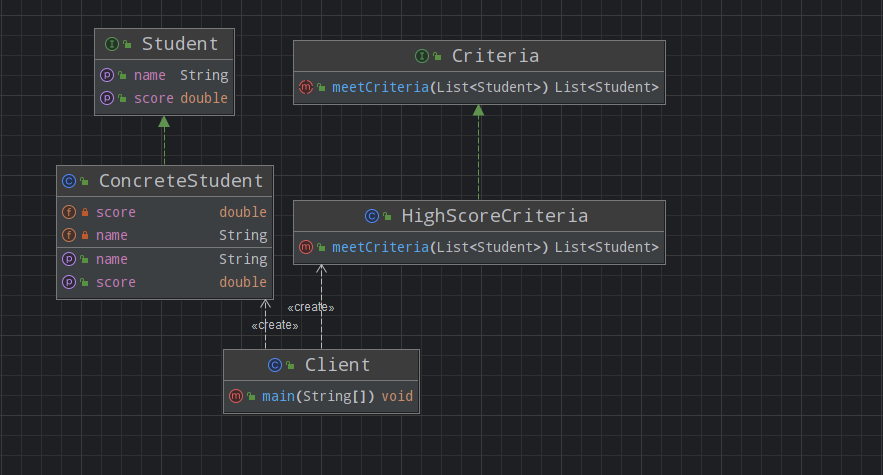 Student
name String
score double
Criteria
meetCriteria(List<Student>) List<Student>
ConcreteStudent
score double
name String
name String
score double
HighScoreCriteria
meetCriteria(List<Student>) List<Student>
«create»
«create»
Client
main(String[]) void